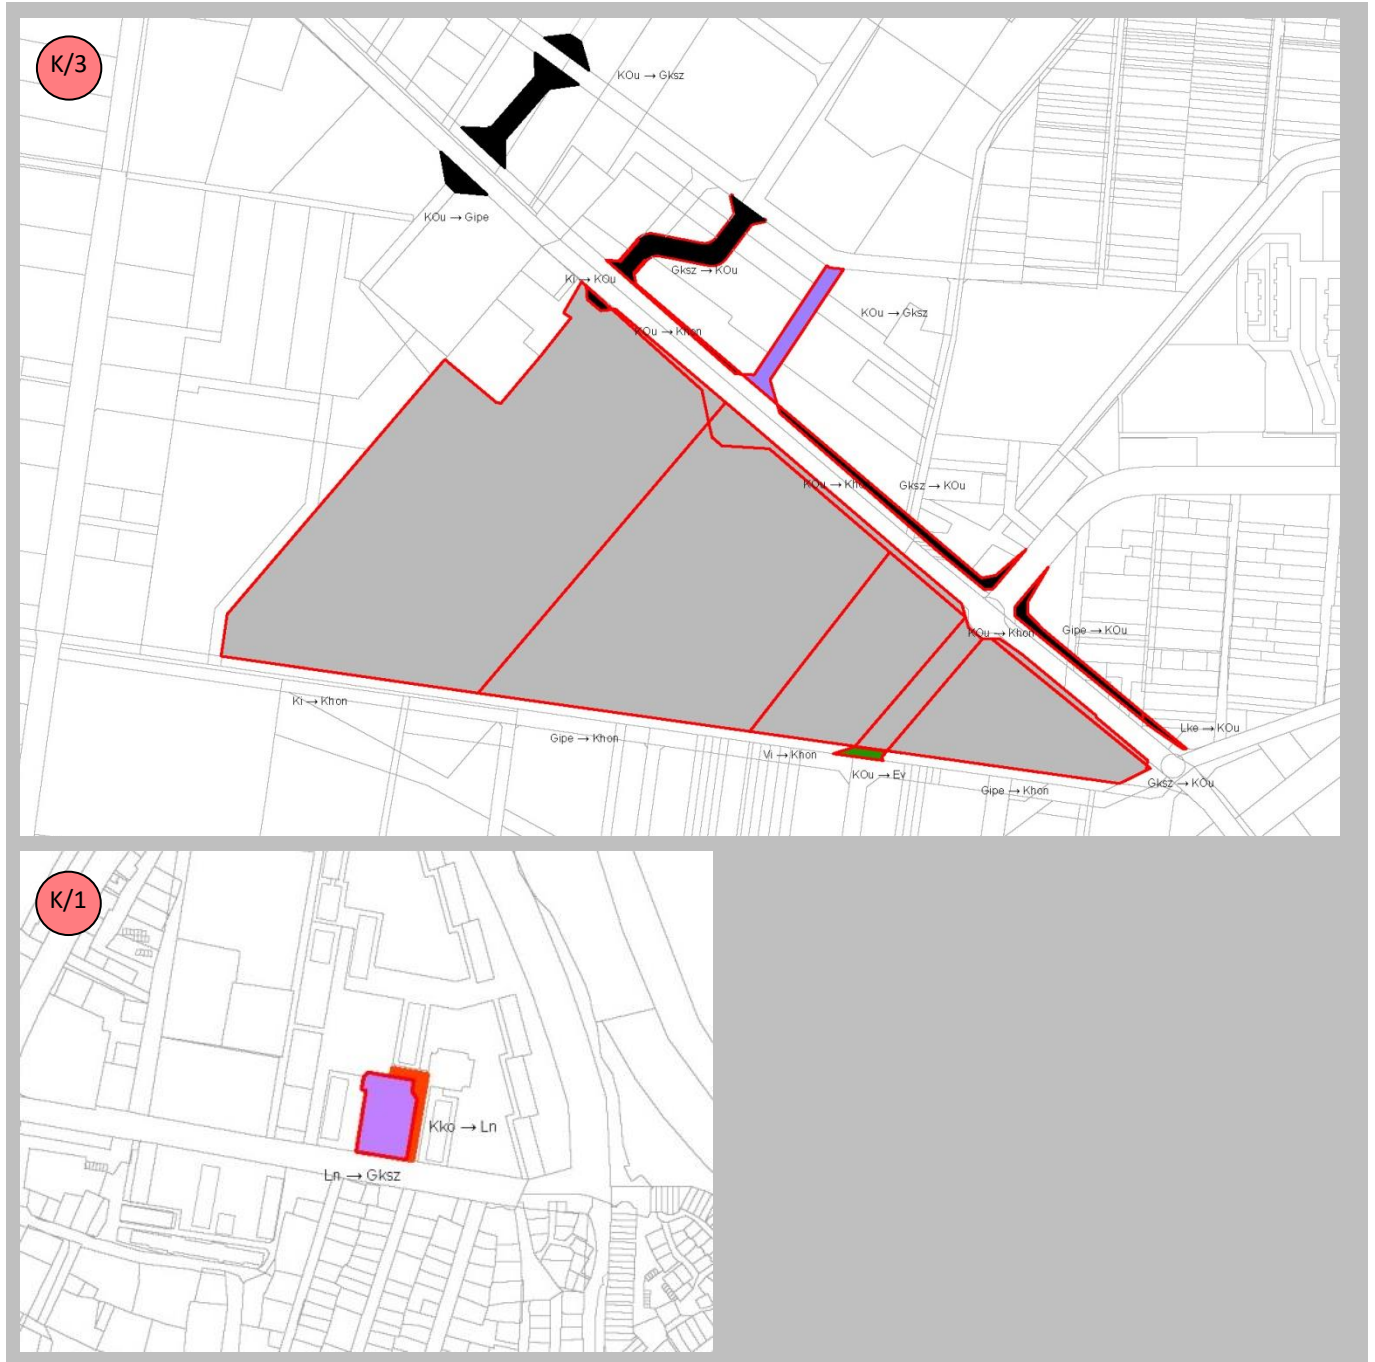 K/3
KOu → Gksz
KOu → Gipe
Gksz → KOu
Ki → KOu
KOu → Gksz
KOu → Khon
KOu → Khon
Gksz → KOu
KOu → Khon
Gipe → KOu
Ki → Khon
Gipe → Khon
Lke → KOu
Vi → Khon
KOu → Ev
Gksz → KOu
Gipe → Khon
K/1
Kko → Ln
Ln → Gksz